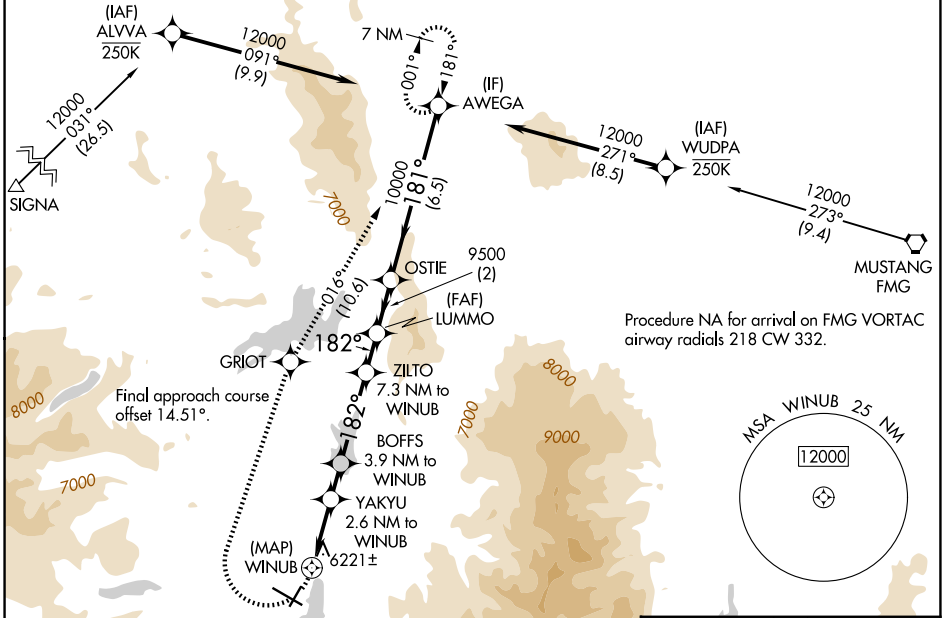 (IAF)
ALVVA
250K
12000
091°
(9.9)
7 NM
001°
181°
(IF)
AWEGA
12000
271°
(8.5)
(IAF)
WUDPA
250K
12000
031°
(26.5)
SIGNA
12000
273°
(9.4)
MUSTANG
FMG
7000
10000
181°
(6.5)
016°
(10.6)
OSTIE
9500
(2)
(FAF)
LUMMO
Procedure NA for arrival on FMG VORTAC
airway radials 218 CW 332.
182°
GRIOT
ZILTO
7.3 NM to
WINUB
Final approach course
offset 14.51°.
8000
8000
7000
9000
182°
BOFFS
3.9 NM to
WINUB
7000
YAKYU
2.6 NM to
WINUB
(MAP)
WINUB
6221±
MSA WINUB 25 NM
12000